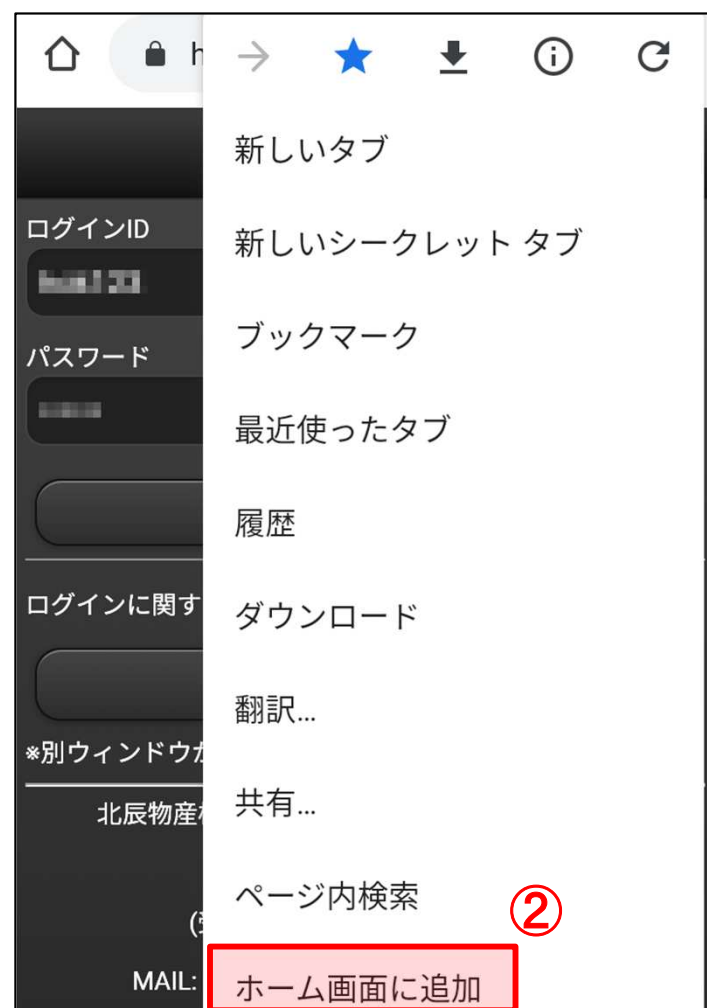 h
新しいタブ
ログインID
新しいシークレット タブ
ブックマーク
パスワード
最近使ったタブ
履歴
ログインに関す
ダウンロード
翻訳...
※別ウィンドウが
共有...
北辰物産
ページ内検索
②
(
MAIL:
ホーム画面に追加